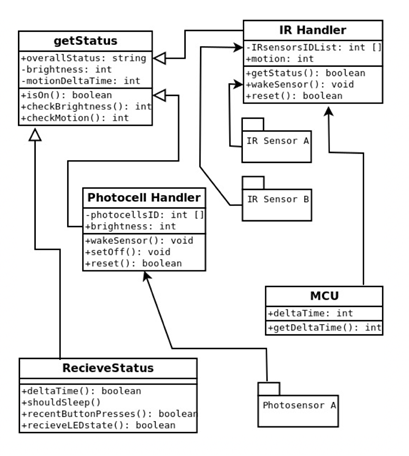 getStatus
+overallStatus: string
-brightness: int
-motionDeltaTime: int
+isOn(): boolean
+checkBrightness(): int
+checkMotion(): int
IR Handler
-IRsensorsIDList: int []
+motion: int
+getStatus(): boolean
+wakeSensor(): void
+reset(): boolean
IR Sensor A
IR Sensor B
Photocell Handler
-photocellsID: int []
+brightness: int
+wakeSensor(): void
+setOff(): void
+reset(): boolean
MCU
+deltaTime: int
+getDeltaTime(): int
RecieveStatus
+deltaTime(): boolean
+shouldSleep()
+recentButtonPresses(): boolean
+recieveLEDstate(): boolean
Photosensor A